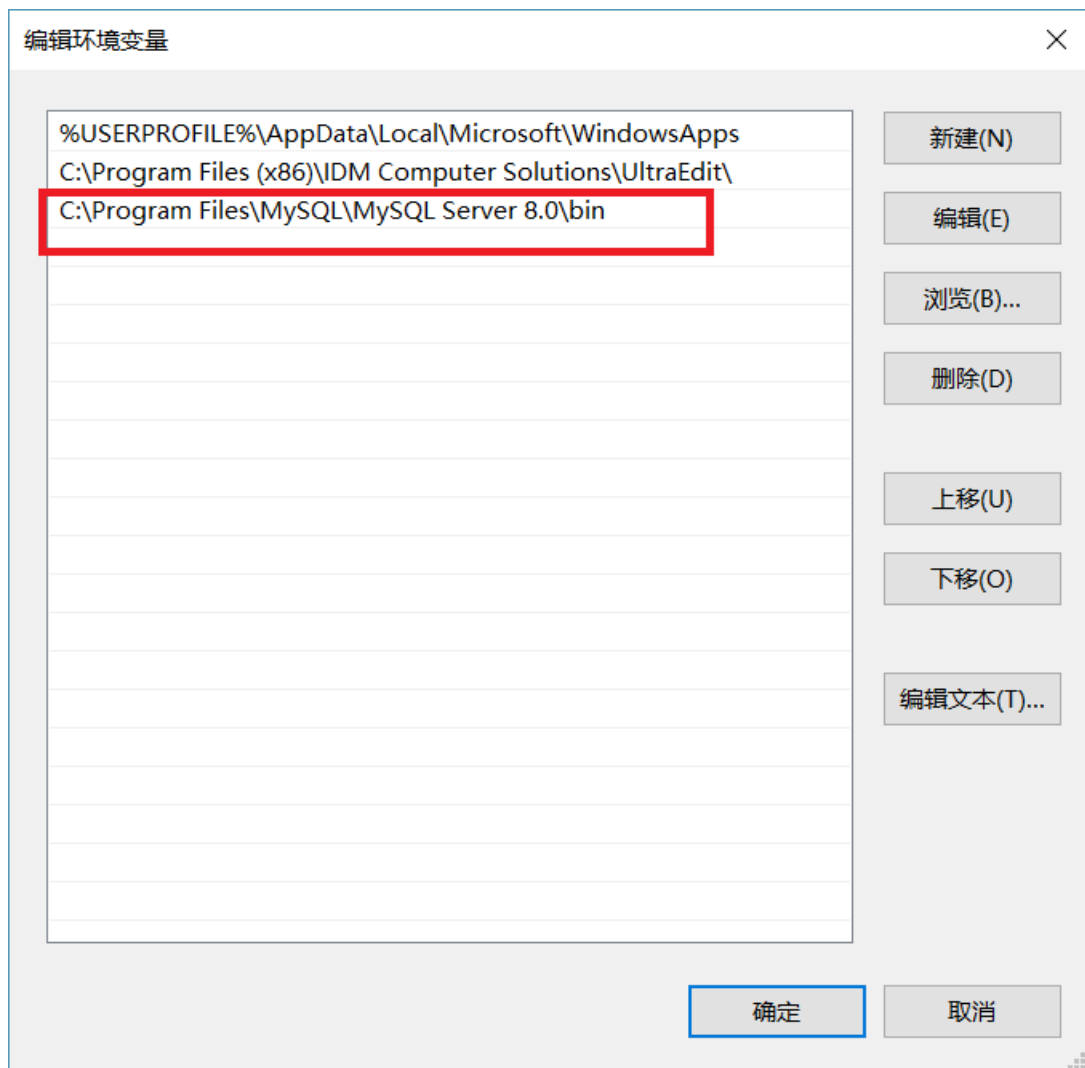 编辑环境变量
%USERPROFILE%\AppData\Local\Microsoft\WindowsApps
C:\Program Files (x86)\IDM Computer Solutions\UltraEdit\
C:\Program Files\MySQL\MySQL Server 8.0\bin
新建(N)
编辑(E)
浏览(B)...
删除(D)
上移(U)
下移(O)
编辑文本(T)...
确定
取消